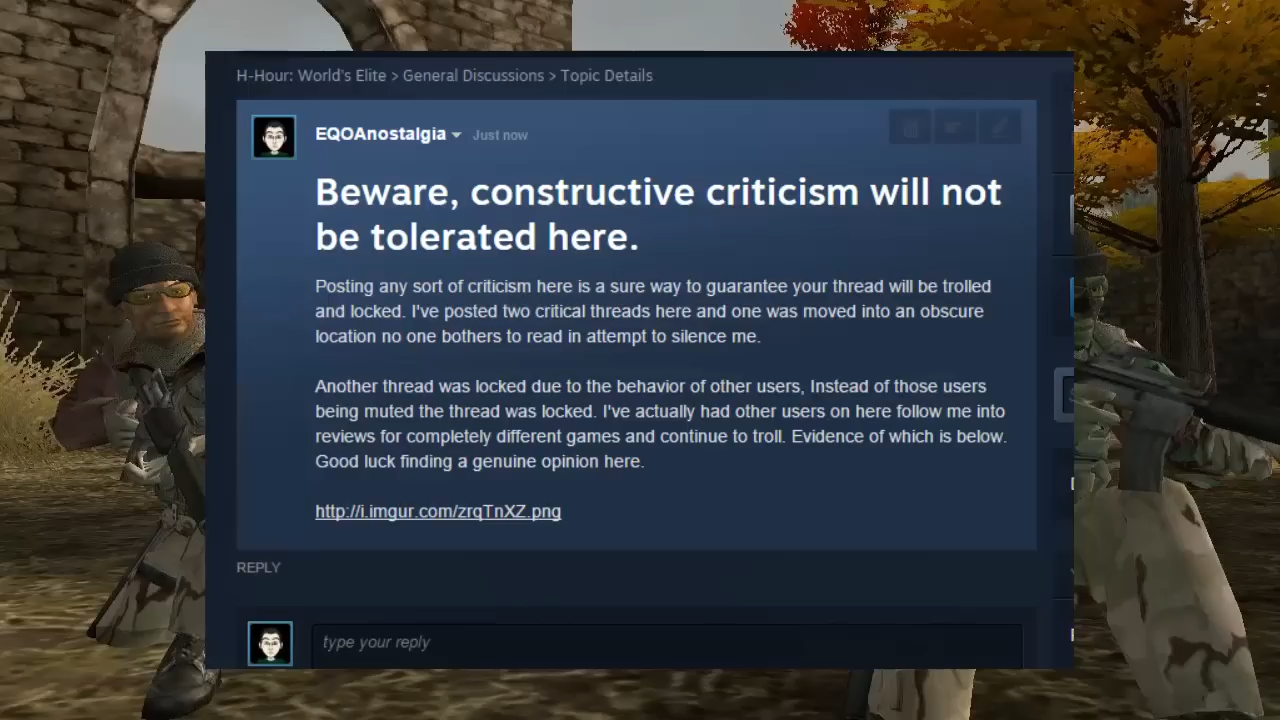 H-Hour: World's Elite > General Discussions > Topic Details
EQOAnostalgia Just now
Beware, constructive criticism will not
be tolerated here.
Posting any sort of criticism here is a sure way to guarantee your thread will be trolled
and locked. I've posted two critical threads here and one was moved into an obscure
location no one bothers to read in attempt to silence me.
Another thread was locked due to the behavior of other users, Instead of those users
being muted the thread was locked. I've actually had other users on here follow me into
reviews for completely different games and continue to troll. Evidence of which is below.
Good luck finding a genuine opinion here.
http://i.imgur.com/zrqTnXZ.png
REPLY
type your reply